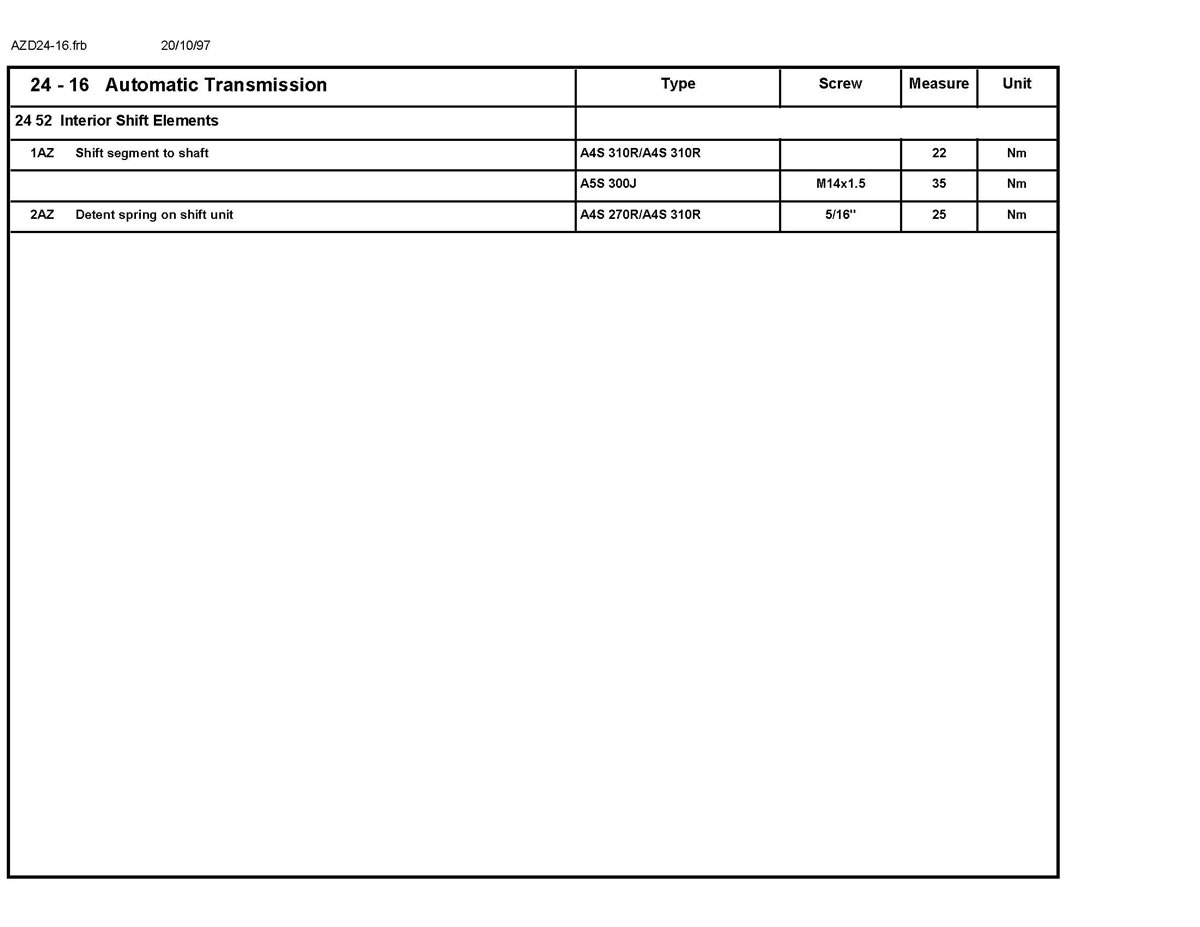 AZD24-16.frb 20/10/97
24 - 16 Automatic Transmission Type Screw Measure Unit
24 52 Interior Shift Elements
1AZ Shift segment to shaft A4S 310R/A4S 310R 22 Nm
A5S 300J M14x1.5 35 Nm
2AZ Detent spring on shift unit A4S 270R/A4S 310R 5/16" 25 Nm